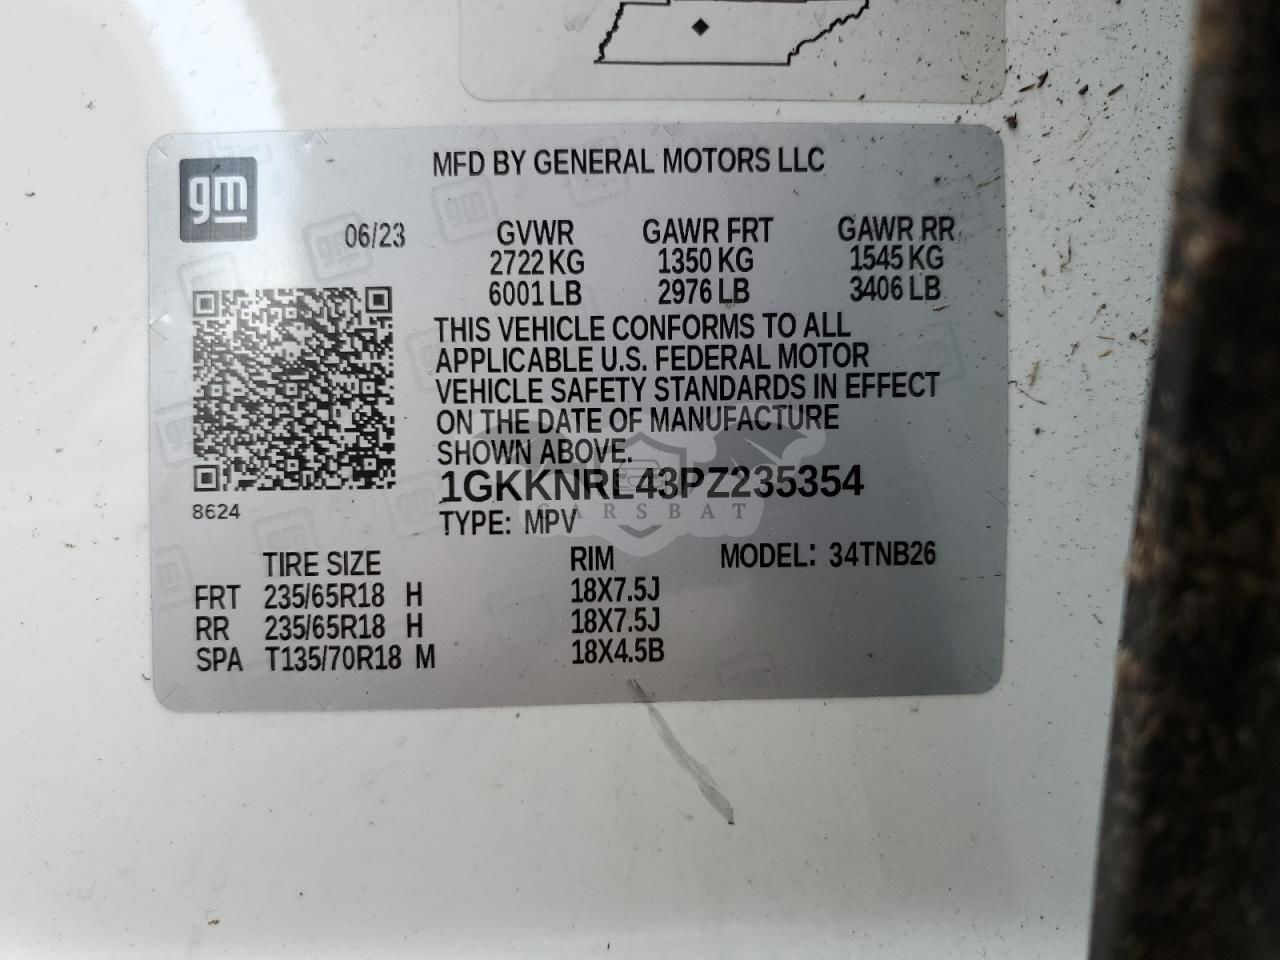 MFD BY GENERAL MOTORS LLC
gm
06/23
GVWR GAWR FRT GAWR RR
2722 KG 1350 KG 1545 KG
6001 LB 2976 LB 3406 LB
THIS VEHICLE CONFORMS TO ALL
APPLICABLE U.S. FEDERAL MOTOR
VEHICLE SAFETY STANDARDS IN EFFECT
ON THE DATE OF MANUFACTURE
SHOWN ABOVE.
1GKKNRL43PZ235354
CARSBAT
8624
TYPE: MPV
TIRE SIZE RIM MODEL: 34TNB26
FRT 235/65R18 H 18X7.5J
RR 235/65R18 H 18X7.5J
SPA T135/70R18 M 18X4.5B